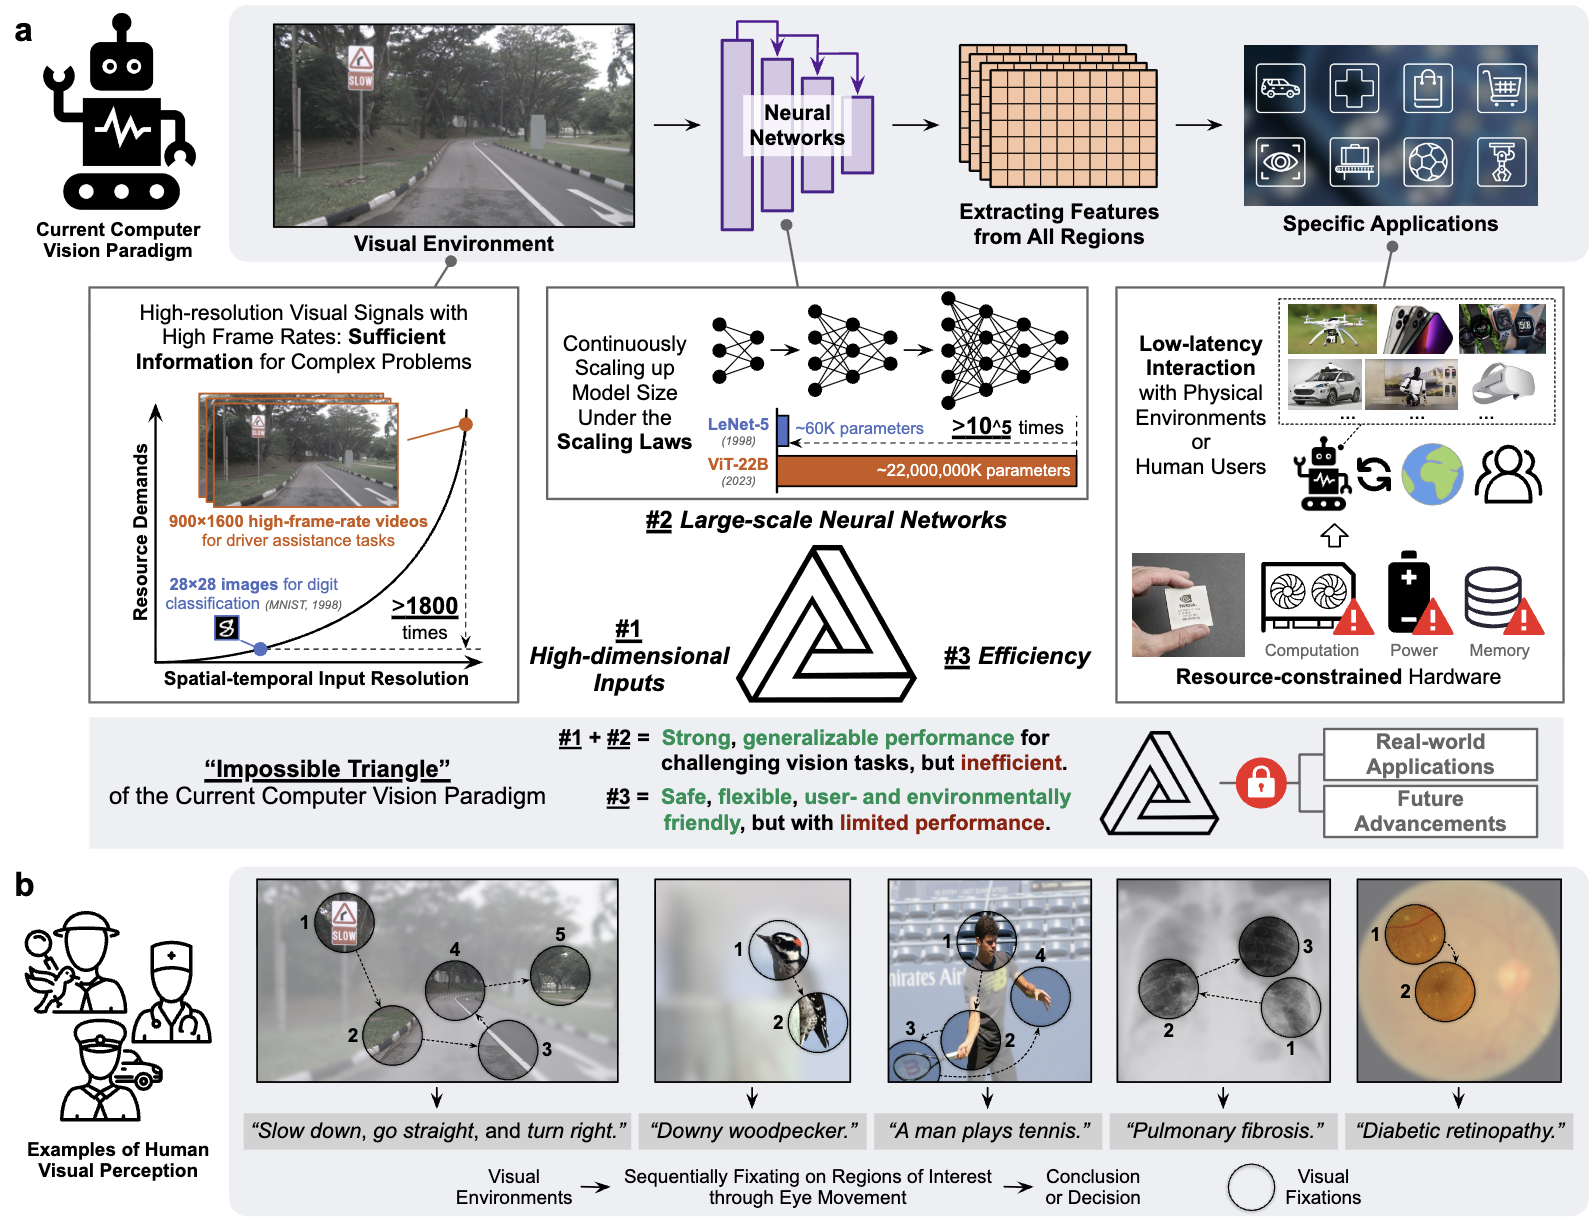 a
Current Computer
Vision Paradigm
SLOW
Visual Environment
Neural
Networks
Extracting Features
from All Regions
Specific Applications
High-resolution Visual Signals with
High Frame Rates: Sufficient
Information for Complex Problems
Resource Demands
900×1600 high-frame-rate videos
for driver assistance tasks
28×28 images for digit
classification (MNIST, 1998)
8
>1800
times
Spatial-temporal Input Resolution
Continuously
Scaling up
Model Size
Under the
Scaling Laws
LeNet-5
(1998)
~60K parameters
>10^5 times
ViT-22B
(2023)
~22,000,000K parameters
#2 Large-scale Neural Networks
#1
High-dimensional
Inputs
#3 Efficiency
Low-latency
Interaction
with Physical
Environments
or
Human Users
...
...
Computation
Power
Memory
Resource-constrained Hardware
"Impossible Triangle"
of the Current Computer Vision Paradigm
#1 + #2 = Strong, generalizable performance for
challenging vision tasks, but inefficient.
#3 = Safe, flexible, user- and environmentally
friendly, but with limited performance.
Real-world
Applications
Future
Advancements
b
Examples of Human
Visual Perception
1
SLOW
2
3
4
5
"Slow down, go straight, and turn right."
1
2
"Downy woodpecker."
1
2
3
4
mirates Air
"A man plays tennis."
1
2
3
"Pulmonary fibrosis."
1
2
"Diabetic retinopathy."
Visual
Environments
Sequentially Fixating on Regions of Interest
through Eye Movement
Conclusion
or Decision
Visual
Fixations